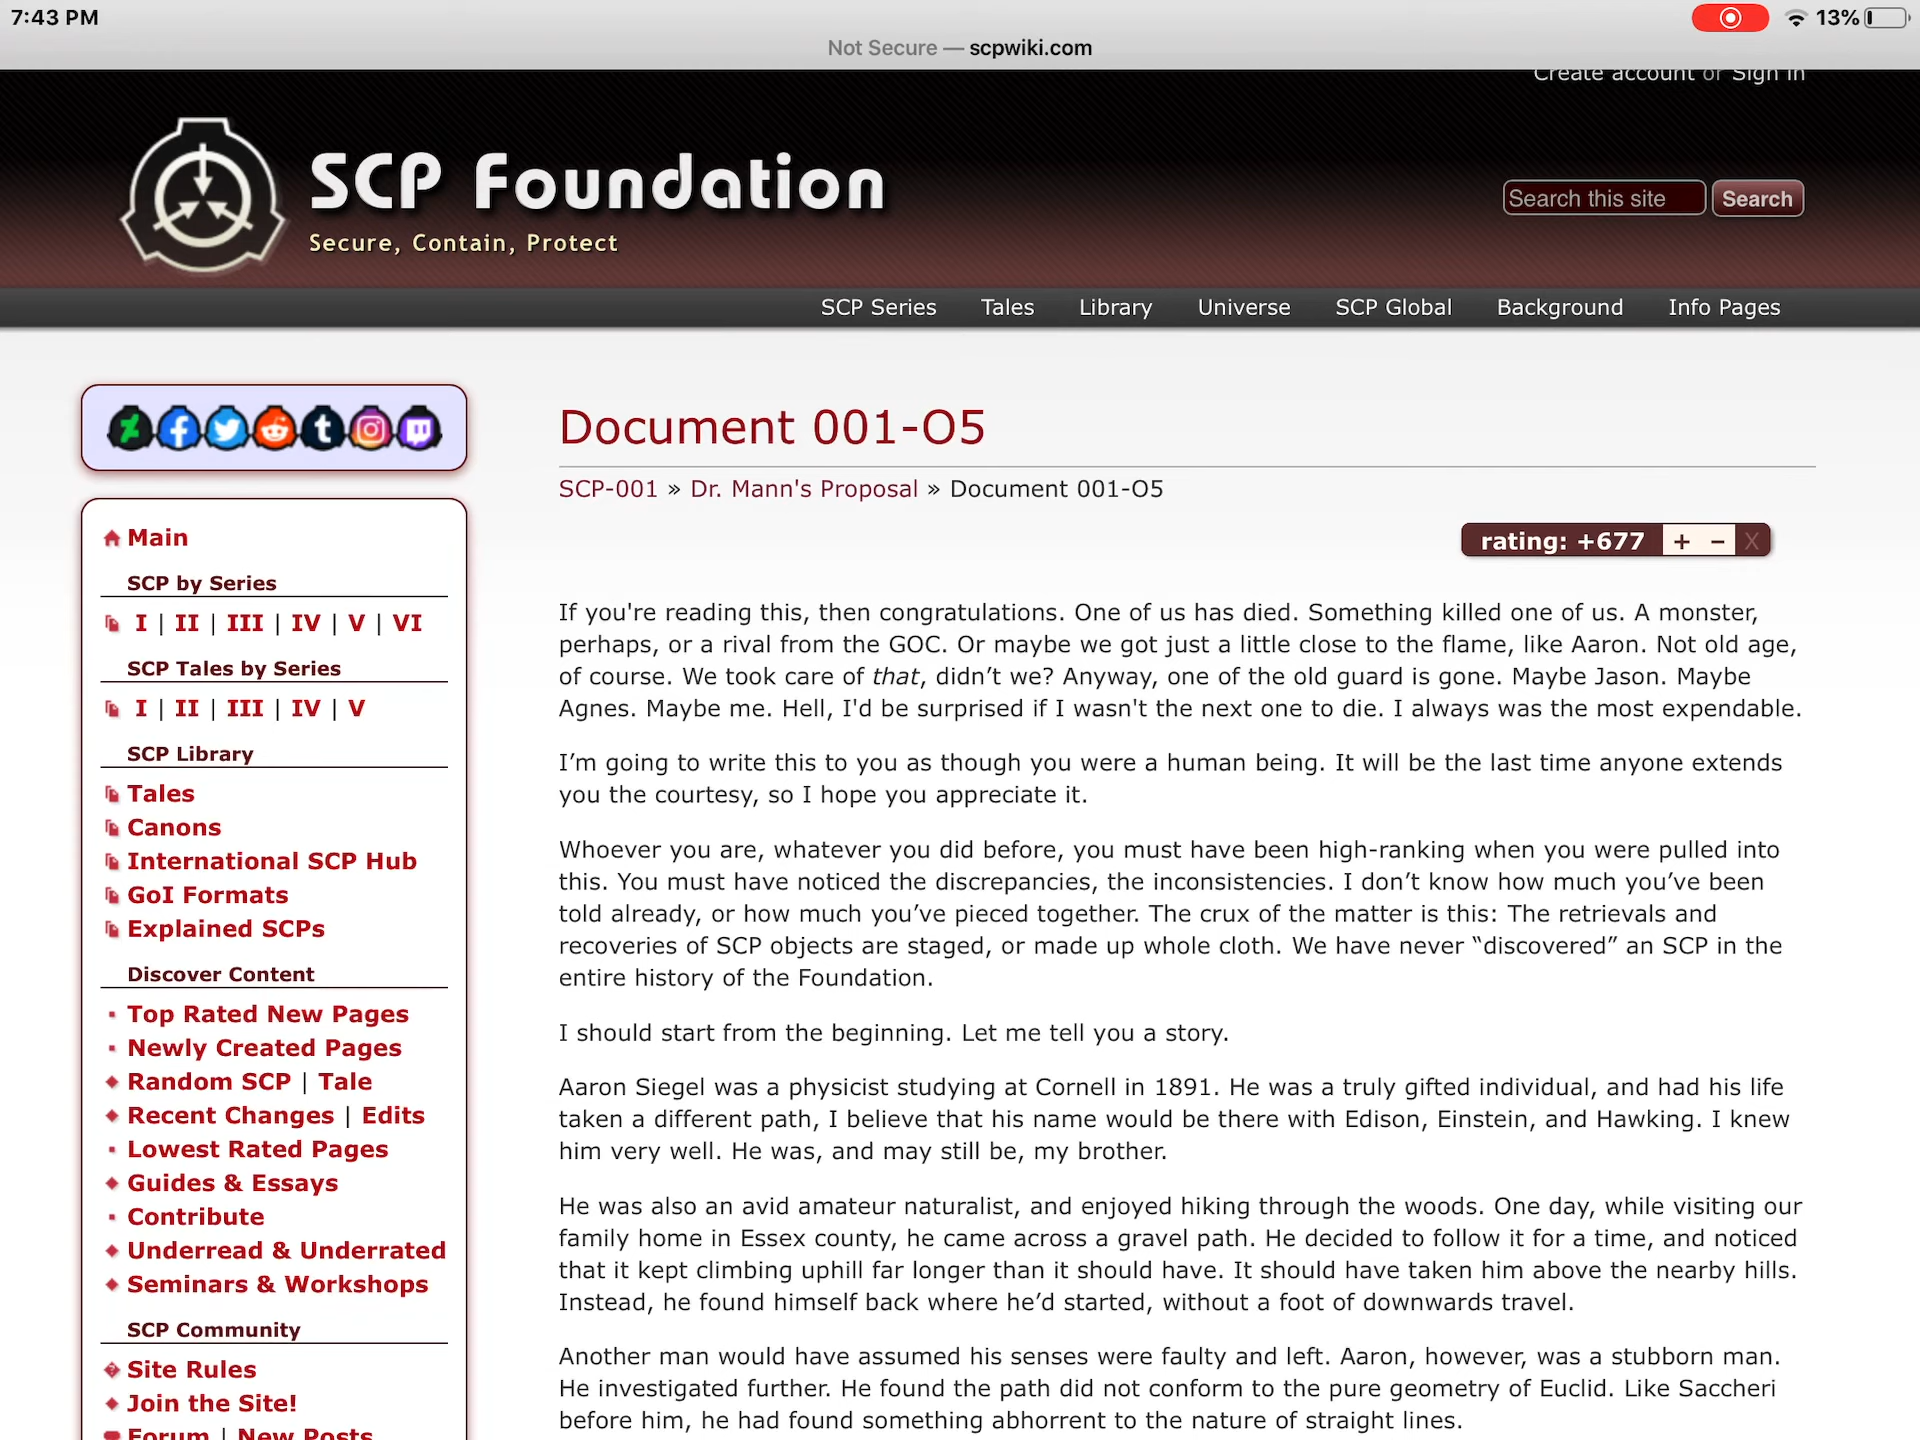 7:43 PM
13%
Not Secure — scpwiki.com
Create account or Sign in
SCP Foundation
Secure, Contain, Protect
Search this site
Search
SCP Series Tales Library Universe SCP Global Background Info Pages
Main
SCP by Series
I | II | III | IV | V | VI
SCP Tales by Series
I | II | III | IV | V
SCP Library
Tales
Canons
International SCP Hub
GoI Formats
Explained SCPs
Discover Content
Top Rated New Pages
Newly Created Pages
Random SCP | Tale
Recent Changes | Edits
Lowest Rated Pages
Guides & Essays
Contribute
Underread & Underrated
Seminars & Workshops
SCP Community
Site Rules
Join the Site!
Forum | New Posts
Document 001-O5
SCP-001 » Dr. Mann's Proposal » Document 001-O5
rating: +677 + − X
If you're reading this, then congratulations. One of us has died. Something killed one of us. A monster,
perhaps, or a rival from the GOC. Or maybe we got just a little close to the flame, like Aaron. Not old age,
of course. We took care of that, didn’t we? Anyway, one of the old guard is gone. Maybe Jason. Maybe
Agnes. Maybe me. Hell, I'd be surprised if I wasn't the next one to die. I always was the most expendable.
I’m going to write this to you as though you were a human being. It will be the last time anyone extends
you the courtesy, so I hope you appreciate it.
Whoever you are, whatever you did before, you must have been high-ranking when you were pulled into
this. You must have noticed the discrepancies, the inconsistencies. I don’t know how much you’ve been
told already, or how much you’ve pieced together. The crux of the matter is this: The retrievals and
recoveries of SCP objects are staged, or made up whole cloth. We have never “discovered” an SCP in the
entire history of the Foundation.
I should start from the beginning. Let me tell you a story.
Aaron Siegel was a physicist studying at Cornell in 1891. He was a truly gifted individual, and had his life
taken a different path, I believe that his name would be there with Edison, Einstein, and Hawking. I knew
him very well. He was, and may still be, my brother.
He was also an avid amateur naturalist, and enjoyed hiking through the woods. One day, while visiting our
family home in Essex county, he came across a gravel path. He decided to follow it for a time, and noticed
that it kept climbing uphill far longer than it should have. It should have taken him above the nearby hills.
Instead, he found himself back where he’d started, without a foot of downwards travel.
Another man would have assumed his senses were faulty and left. Aaron, however, was a stubborn man.
He investigated further. He found the path did not conform to the pure geometry of Euclid. Like Saccheri
before him, he had found something abhorrent to the nature of straight lines.